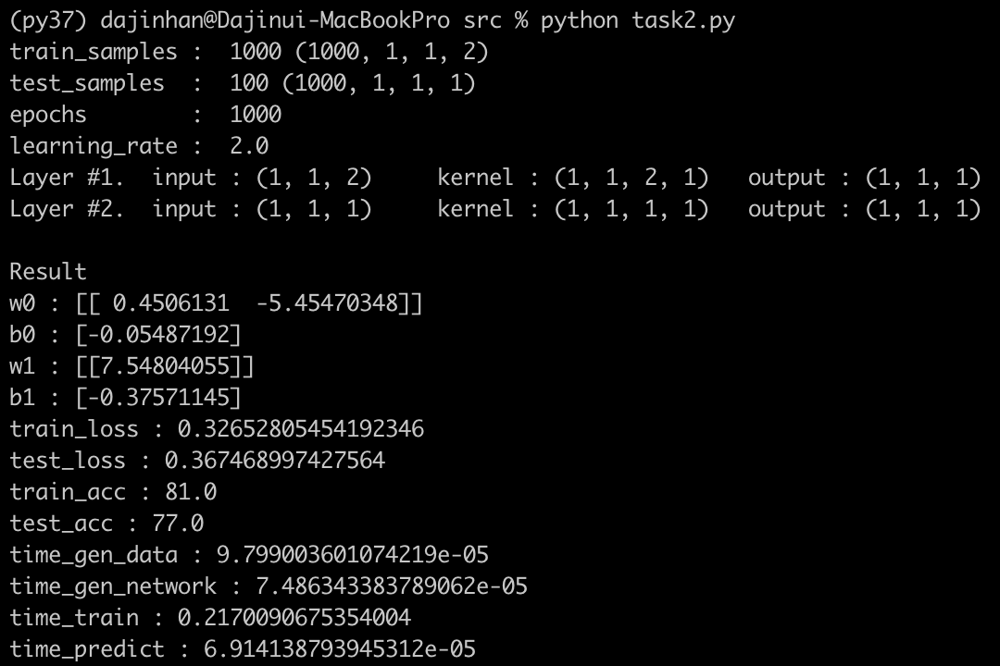 (py37) dajinhan@Dajinui-MacBookPro src % python task2.py
train_samples :  1000 (1000, 1, 1, 2)
test_samples  :  100 (1000, 1, 1, 1)
epochs        :  1000
learning_rate :  2.0
Layer #1.  input : (1, 1, 2)     kernel : (1, 1, 2, 1)   output : (1, 1, 1)
Layer #2.  input : (1, 1, 1)     kernel : (1, 1, 1, 1)   output : (1, 1, 1)

Result
w0 : [[ 0.4506131  -5.45470348]]
b0 : [-0.05487192]
w1 : [[7.54804055]]
b1 : [-0.37571145]
train_loss : 0.32652805454192346
test_loss : 0.367468997427564
train_acc : 81.0
test_acc : 77.0
time_gen_data : 9.799003601074219e-05
time_gen_network : 7.486343383789062e-05
time_train : 0.2170090675354004
time_predict : 6.914138793945312e-05